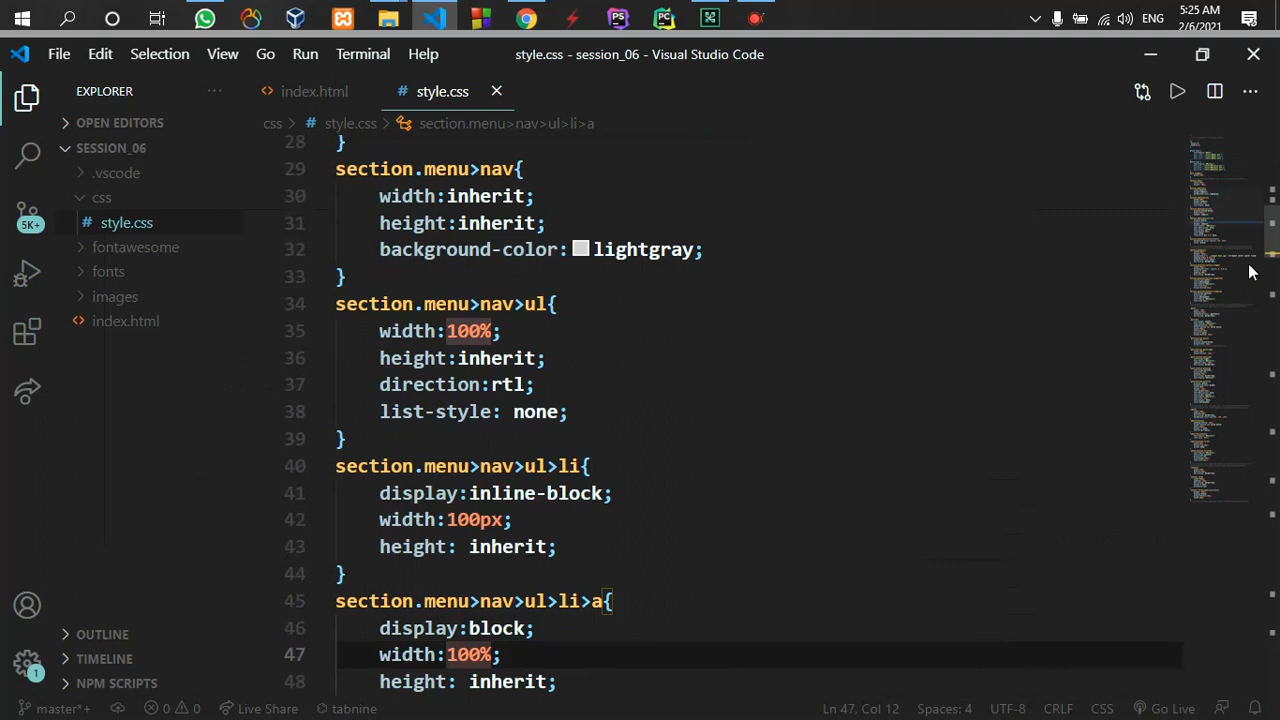 ENG
5:25 AM
2/6/2021
File Edit Selection View Go Run Terminal Help
style.css - session_06 - Visual Studio Code
EXPLORER
index.html
# style.css
OPEN EDITORS
css > # style.css > section.menu>nav>ul>li>a
SESSION_06
.vscode
css
# style.css
fontawesome
fonts
images
index.html
28 }
29 section.menu>nav{
30 width:inherit;
31 height:inherit;
32 background-color: lightgray;
33 }
34 section.menu>nav>ul{
35 width:100%;
36 height:inherit;
37 direction:rtl;
38 list-style: none;
39 }
40 section.menu>nav>ul>li{
41 display:inline-block;
42 width:100px;
43 height: inherit;
44 }
45 section.menu>nav>ul>li>a{
46 display:block;
47 width:100%;
48 height: inherit;
5K+
1
OUTLINE
TIMELINE
NPM SCRIPTS
master*+ 0 0 Live Share tabnine Ln 47, Col 12 Spaces: 4 UTF-8 CRLF CSS Go Live